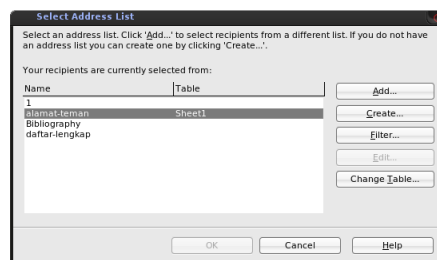 Select Address List
Select an address list. Click 'Add...' to select recipients from a different list. If you do not have
an address list you can create one by clicking 'Create...'.
Your recipients are currently selected from:
Name Table
1
alamat-teman Sheet1
Bibliography
daftar-lengkap
Add...
Create...
Filter...
Edit...
Change Table...
OK Cancel Help